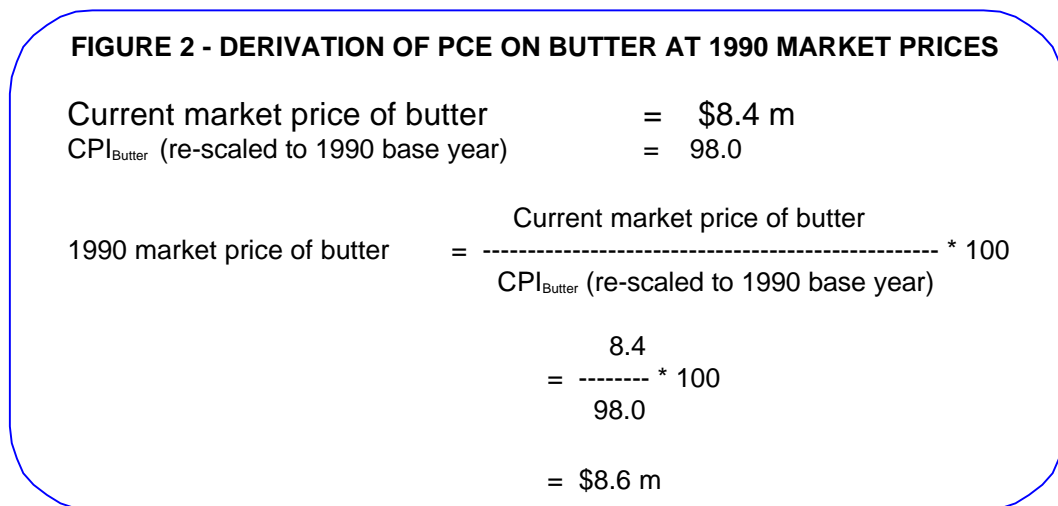 FIGURE 2 - DERIVATION OF PCE ON BUTTER AT 1990 MARKET PRICES
Current market price of butter = $8.4 m
CPIButter (re-scaled to 1990 base year) = 98.0
Current market price of butter
1990 market price of butter = --------------------------------------------------- * 100
CPIButter (re-scaled to 1990 base year)
8.4
= -------- * 100
98.0
= $8.6 m